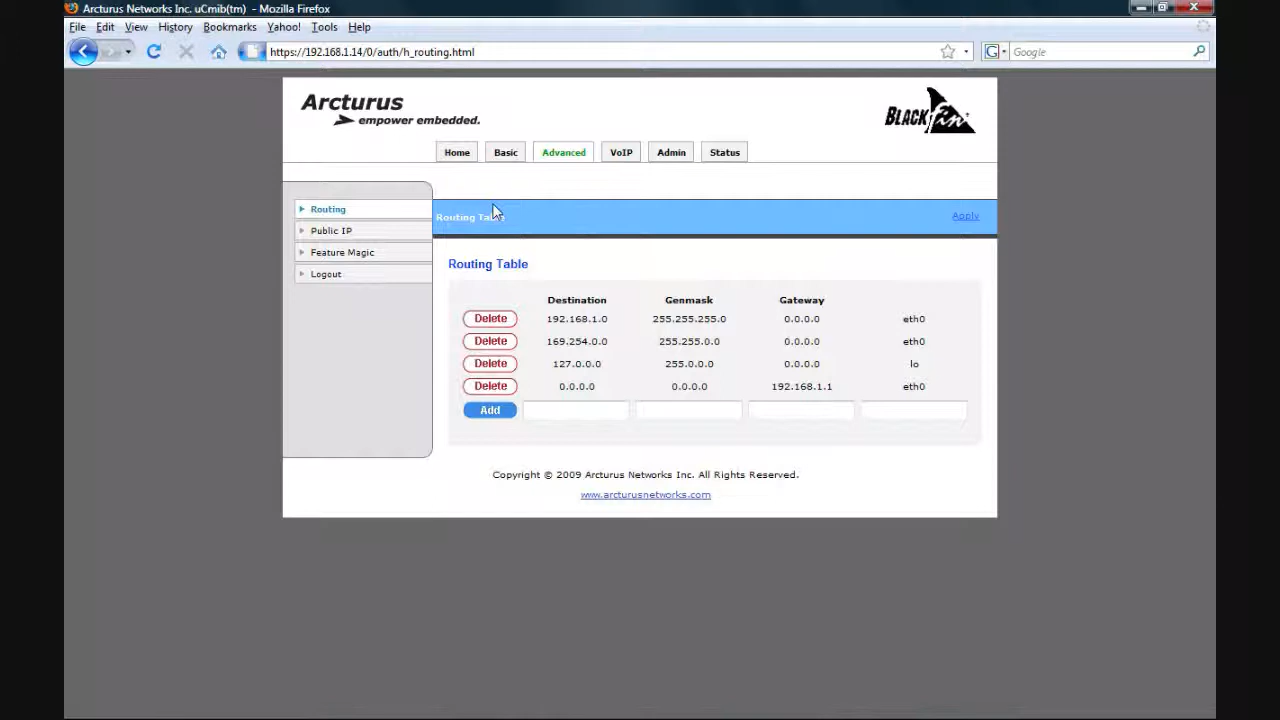 Arcturus Networks Inc. uCmib(tm) - Mozilla Firefox
File Edit View History Bookmarks Yahoo! Tools Help
https://192.168.1.14/0/auth/h_routing.html
G Google
Arcturus
empower embedded.
BLACKfin
Home Basic Advanced VoIP Admin Status
Routing
Public IP
Feature Magic
Logout
Routing Table Apply
Routing Table
Destination Genmask Gateway
Delete 192.168.1.0 255.255.255.0 0.0.0.0 eth0
Delete 169.254.0.0 255.255.0.0 0.0.0.0 eth0
Delete 127.0.0.0 255.0.0.0 0.0.0.0 lo
Delete 0.0.0.0 0.0.0.0 192.168.1.1 eth0
Add
Copyright © 2009 Arcturus Networks Inc. All Rights Reserved.
www.arcturusnetworks.com